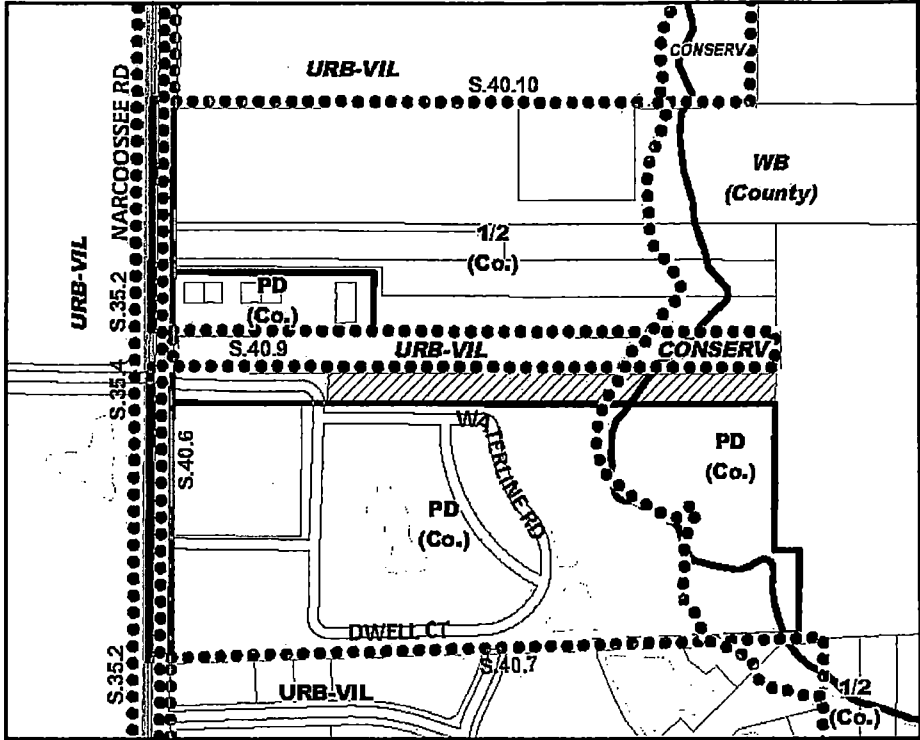 CONSERV
URB-VIL
S.40.10
NARCOOSSEE RD
WB
(County)
1/2
(Co.)
URB-VIL
S.35.2
PD
(Co.)
S.40.9
URB-VIL
CONSERV
S.35.4
S.40.6
WATERLINE RD
PD
(Co.)
PD
(Co.)
DWELL CT
S.35.2
S.40.7
URB-VIL
1/2
(Co.)